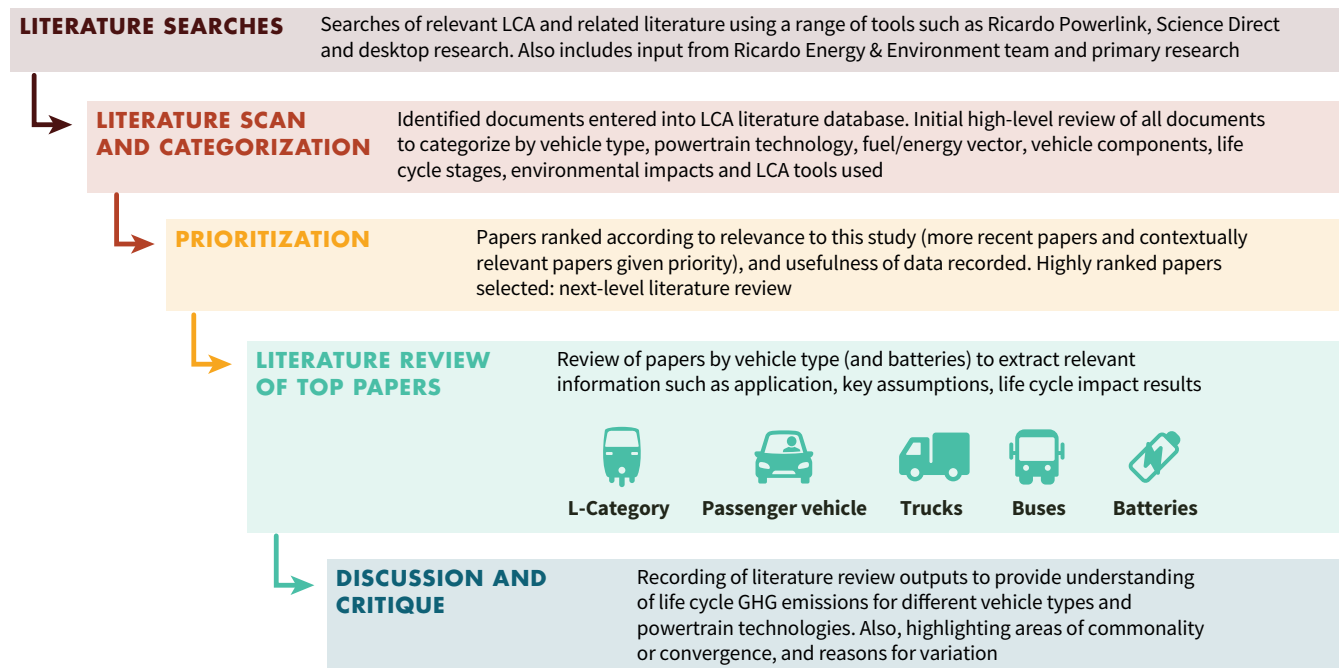 LITERATURE SEARCHES
Searches of relevant LCA and related literature using a range of tools such as Ricardo Powerlink, Science Direct
and desktop research. Also includes input from Ricardo Energy & Environment team and primary research
LITERATURE SCAN
AND CATEGORIZATION
Identified documents entered into LCA literature database. Initial high-level review of all documents
to categorize by vehicle type, powertrain technology, fuel/energy vector, vehicle components, life
cycle stages, environmental impacts and LCA tools used
PRIORITIZATION
Papers ranked according to relevance to this study (more recent papers and contextually
relevant papers given priority), and usefulness of data recorded. Highly ranked papers
selected: next-level literature review
LITERATURE REVIEW
OF TOP PAPERS
Review of papers by vehicle type (and batteries) to extract relevant
information such as application, key assumptions, life cycle impact results
L-Category
Passenger vehicle
Trucks
Buses
Batteries
DISCUSSION AND
CRITIQUE
Recording of literature review outputs to provide understanding
of life cycle GHG emissions for different vehicle types and
powertrain technologies. Also, highlighting areas of commonality
or convergence, and reasons for variation